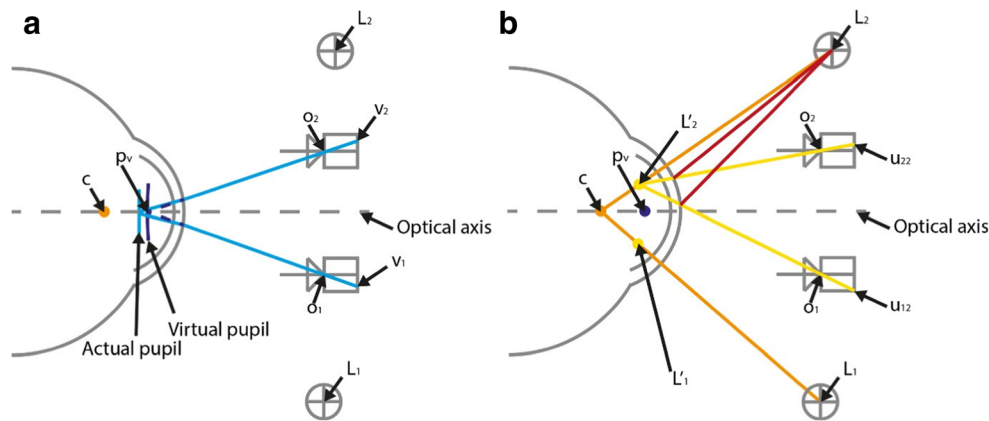 a
L₂
v₂
o₂
pᵥ
c
Optical axis
v₁
o₁
Virtual pupil
Actual pupil
L₁
b
L₂
o₂
L'₂
pᵥ
u₂₂
c
Optical axis
o₁
u₁₂
L'₁
L₁